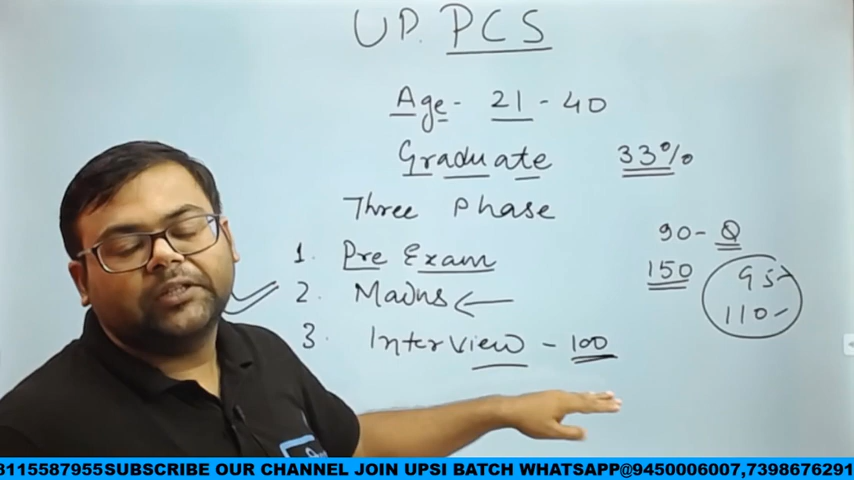 U P. PCS
Age - 21 - 40
Graduate 33%
Three Phase
90 - Q
1. Pre Exam
150
95
110 -
2. Mains
3. Interview - 100
8115587955SUBSCRIBE OUR CHANNEL JOIN UPSI BATCH WHATSAPP@9450006007,7398676291